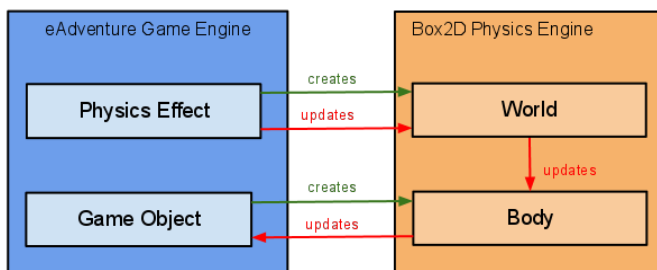 eAdventure Game Engine
Box2D Physics Engine
creates
Physics Effect
World
updates
updates
creates
Game Object
Body
updates